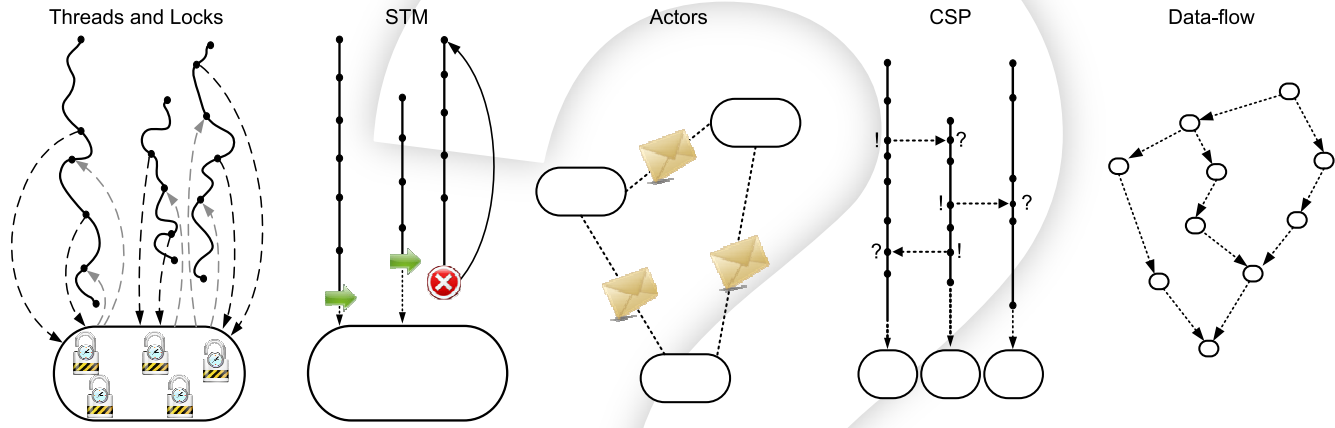 Threads and Locks
STM
Actors
CSP
Data-flow
! ?
! ?
? !